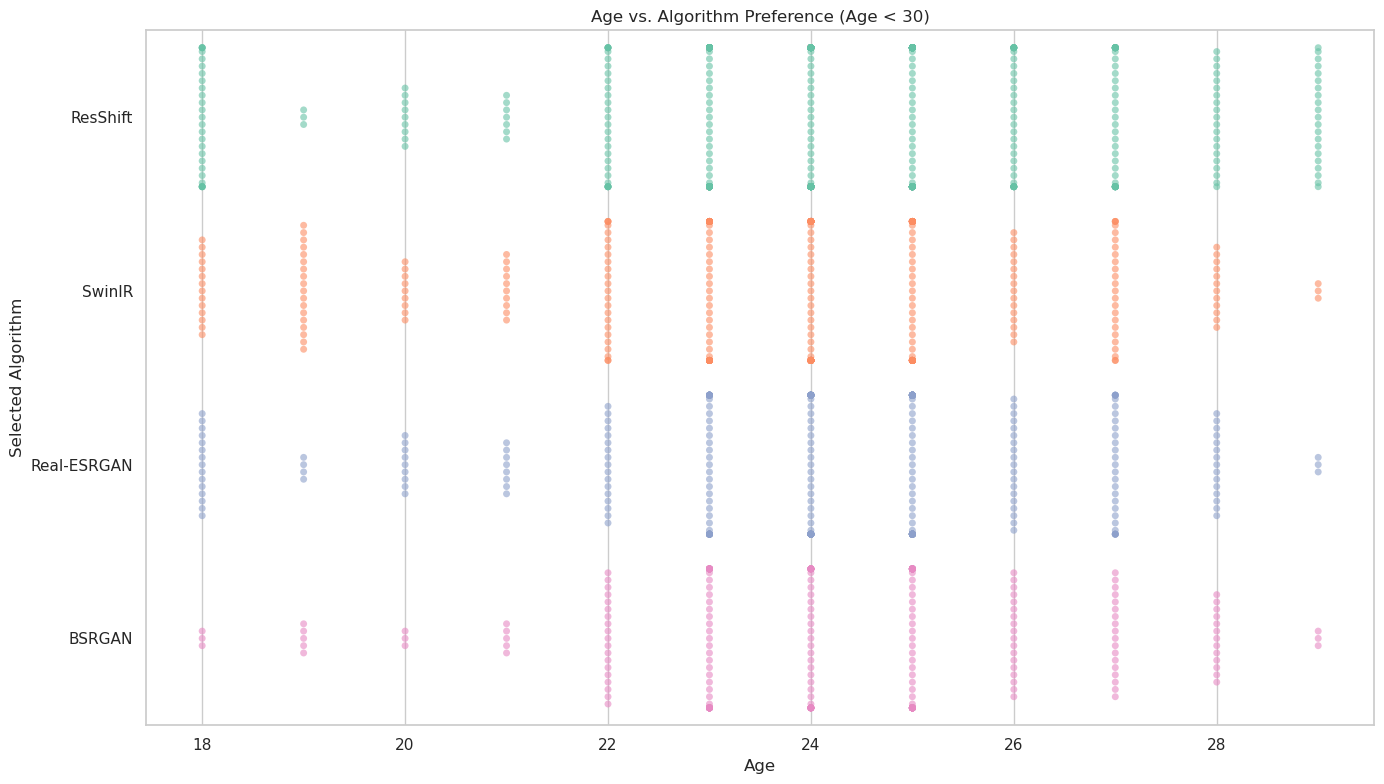 Age vs. Algorithm Preference (Age < 30)
ResShift
SwinIR
Real-ESRGAN
BSRGAN
Selected Algorithm
18 20 22 24 26 28
Age